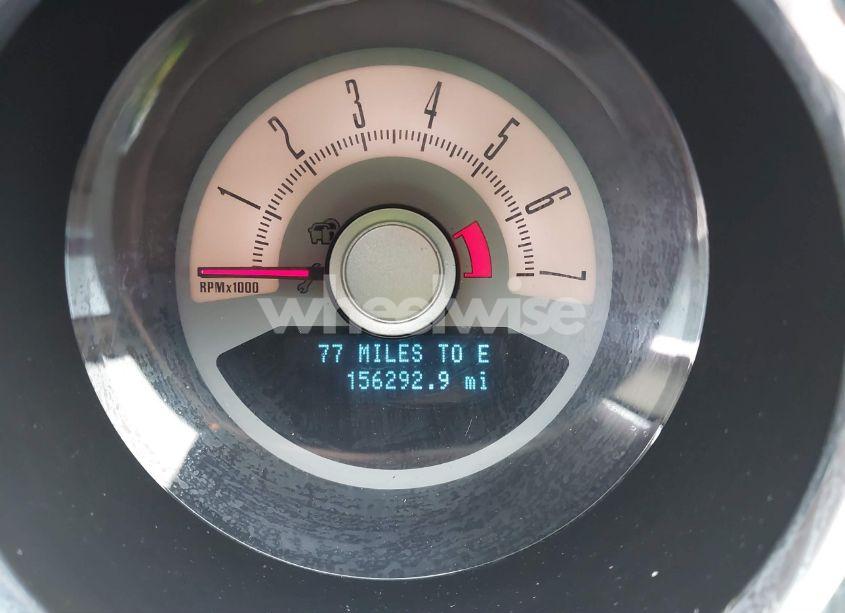 1 2 3 4 5 6 7
RPMx1000
wheelwise
77 MILES TO E
156292.9 mi